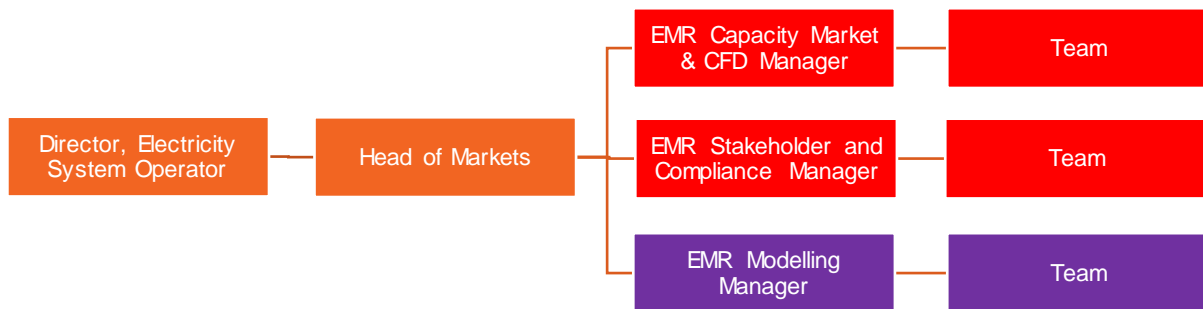 EMR Capacity Market
& CFD Manager
Team
Director, Electricity
System Operator
Head of Markets
EMR Stakeholder and
Compliance Manager
Team
EMR Modelling
Manager
Team